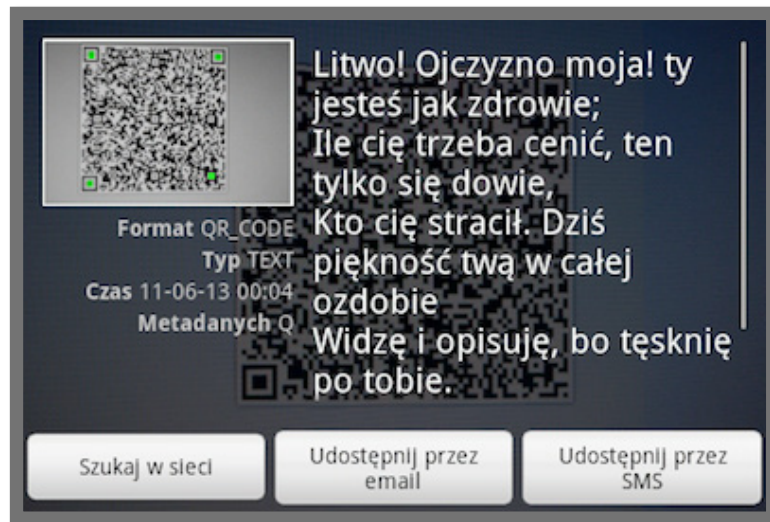 Litwo! Ojczyzno moja! ty
jesteś jak zdrowie;
Ile cię trzeba cenić, ten
tylko się dowie,
Kto cię stracił. Dziś
piękność twą w całej
ozdobie
Widzę i opisuję, bo tęsknię
po tobie.
Format QR_CODE
Typ TEXT
Czas 11-06-13 00:04
Metadanych Q
Szukaj w sieci
Udostępnij przez
email
Udostępnij przez
SMS